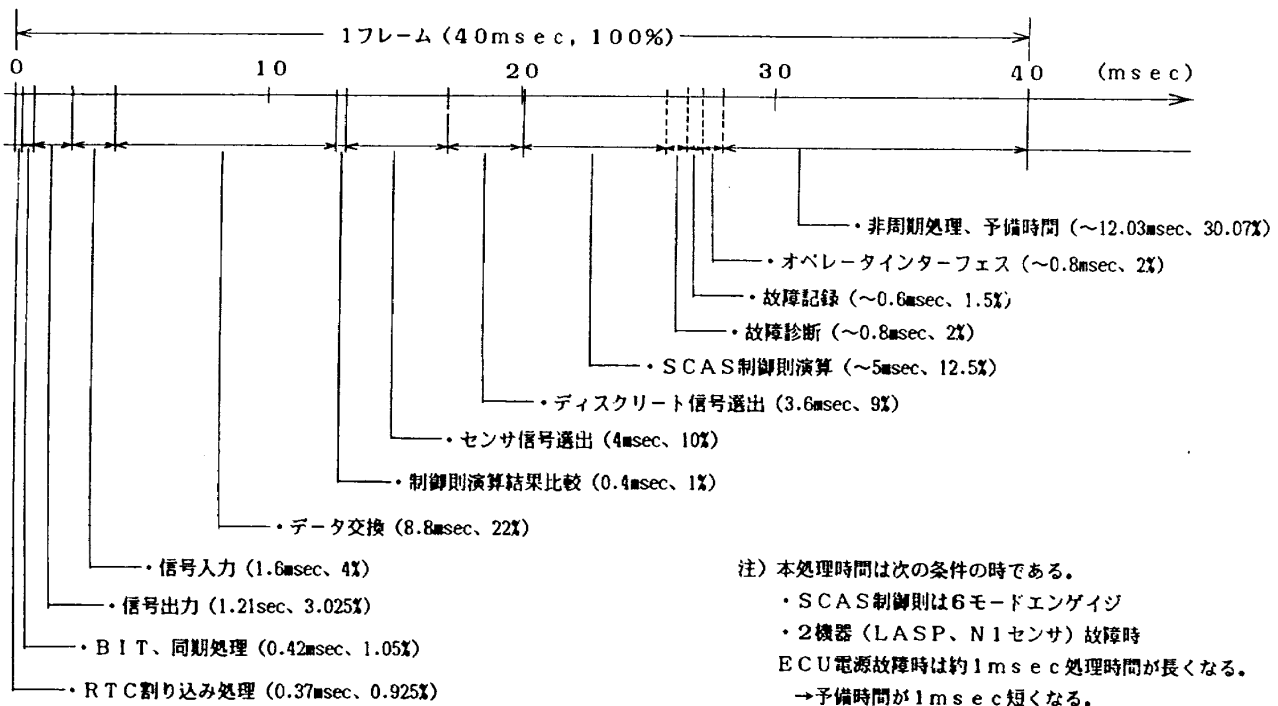 1フレーム(40msec,100%)
0 10 20 30 40 (msec)
・非周期処理、予備時間(~12.03msec、30.07%)
・オペレータインターフェス(~0.8msec、2%)
・故障記録(~0.6msec、1.5%)
・故障診断(~0.8msec、2%)
・SCAS制御則演算(~5msec、12.5%)
・ディスクリート信号選出(3.6msec、9%)
・センサ信号選出(4msec、10%)
・制御則演算結果比較(0.4msec、1%)
・データ交換(8.8msec、22%)
・信号入力(1.6msec、4%)
・信号出力(1.21sec、3.025%)
・BIT、同期処理(0.42msec、1.05%)
・RTC割り込み処理(0.37msec、0.925%)
注)本処理時間は次の条件の時である。
・SCAS制御則は6モードエンゲイジ
・2機器(LASP、N1センサ)故障時
ECU電源故障時は約1msec処理時間が長くなる。
→予備時間が1msec短くなる。